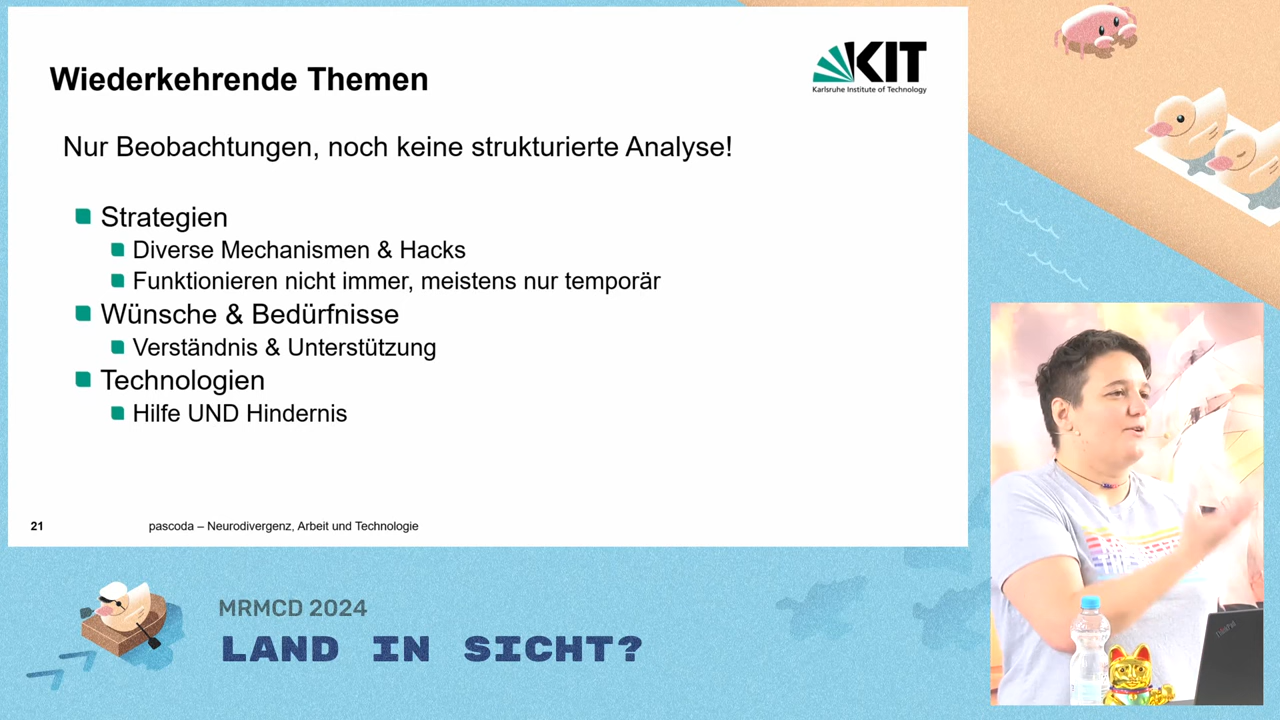 Wiederkehrende Themen
KIT
Karlsruhe Institute of Technology
Nur Beobachtungen, noch keine strukturierte Analyse!
Strategien
Diverse Mechanismen & Hacks
Funktionieren nicht immer, meistens nur temporär
Wünsche & Bedürfnisse
Verständnis & Unterstützung
Technologien
Hilfe UND Hindernis
21
pascoda – Neurodivergenz, Arbeit und Technologie
MRMCD 2024
LAND IN SICHT?
ThinkPad